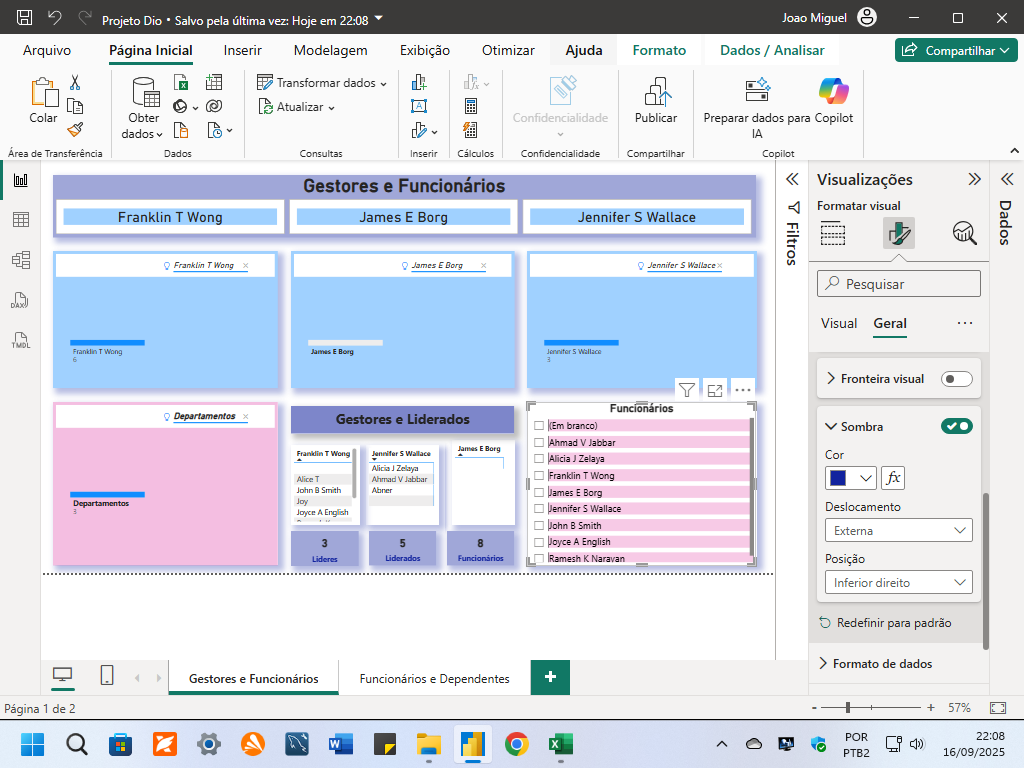 Projeto Dio • Salvo pela última vez: Hoje em 22:08
Joao Miguel
Arquivo
Página Inicial
Inserir
Modelagem
Exibição
Otimizar
Ajuda
Formato
Dados / Analisar
Compartilhar
Colar
Obter
dados
Transformar dados
Atualizar
Confidencialidade
Publicar
Preparar dados para
IA
Copilot
Área de Transferência
Dados
Consultas
Inserir
Cálculos
Confidencialidade
Compartilhar
Copilot
DAX
TMDL
Gestores e Funcionários
Franklin T Wong
James E Borg
Jennifer S Wallace
Franklin T Wong
Franklin T Wong
6
James E Borg
James E Borg
Jennifer S Wallace
Jennifer S Wallace
3
Departamentos
Departamentos
3
Gestores e Liderados
Franklin T Wong
Alice T
John B Smith
Joy
Joyce A English
Jennifer S Wallace
Alicia J Zelaya
Ahmad V Jabbar
Abner
James E Borg
3
Lideres
5
Liderados
8
Funcionários
Funcionários
(Em branco)
Ahmad V Jabbar
Alicia J Zelaya
Franklin T Wong
James E Borg
Jennifer S Wallace
John B Smith
Joyce A English
Ramesh K Narayan
Filtros
Visualizações
Formatar visual
Pesquisar
Visual
Geral
Fronteira visual
Sombra
Cor
fx
Deslocamento
Externa
Posição
Inferior direito
Redefinir para padrão
Formato de dados
Dados
Gestores e Funcionários
Funcionários e Dependentes
Página 1 de 2
57%
POR
PTB2
22:08
16/09/2025